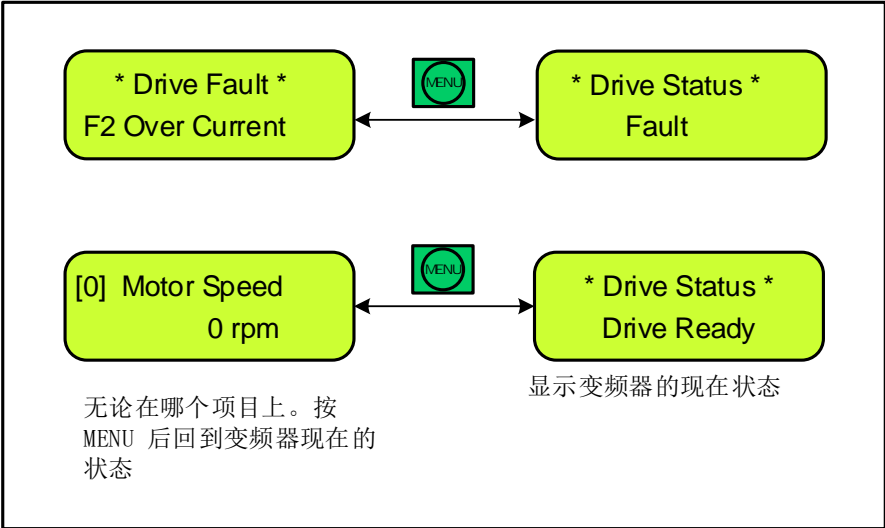 * Drive Fault *
F2 Over Current
MENU
* Drive Status *
Fault
[0] Motor Speed
0 rpm
MENU
* Drive Status *
Drive Ready
无论在哪个项目上。按
MENU 后回到变频器现在的
状态
显示变频器的现在状态